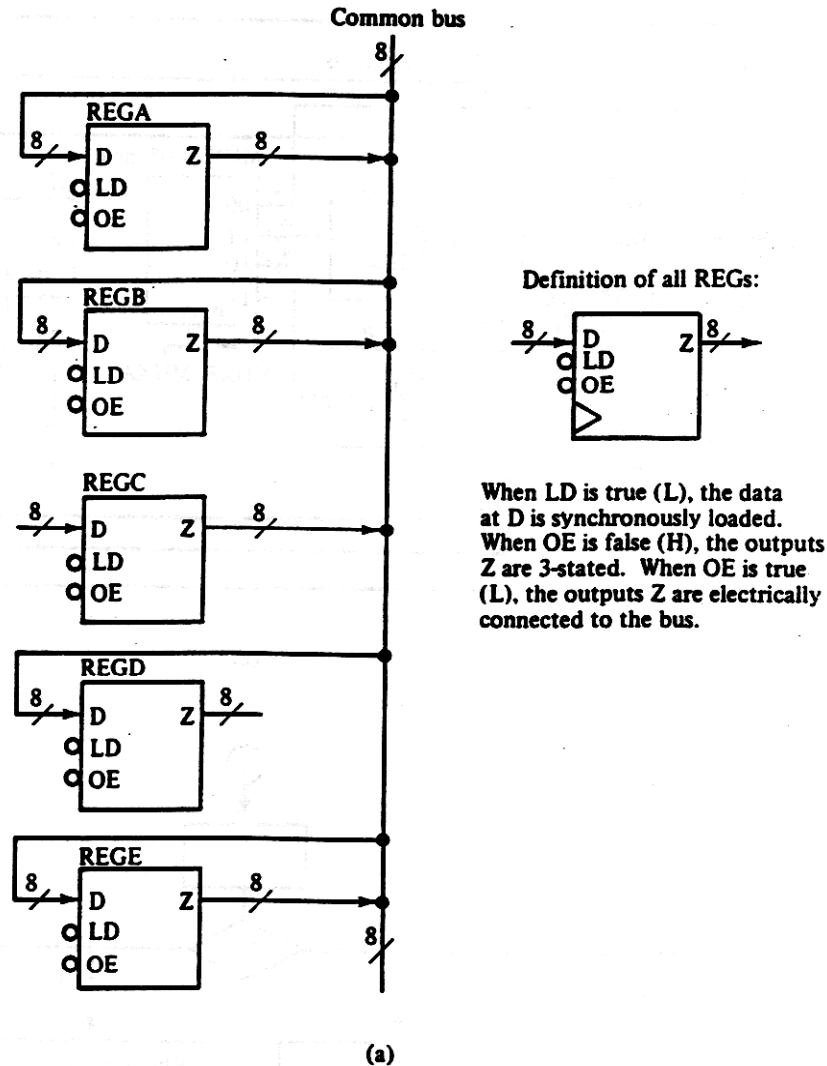 Common bus
8
REGA
8
D
Z
8
LD
OE
REGB
8
D
Z
8
LD
OE
REGC
8
D
Z
8
LD
OE
REGD
8
D
Z
8
LD
OE
REGE
8
D
Z
8
LD
OE
8
Definition of all REGs:
8
D
Z
8
LD
OE
When LD is true (L), the data
at D is synchronously loaded.
When OE is false (H), the outputs
Z are 3-stated. When OE is true
(L), the outputs Z are electrically
connected to the bus.
(a)